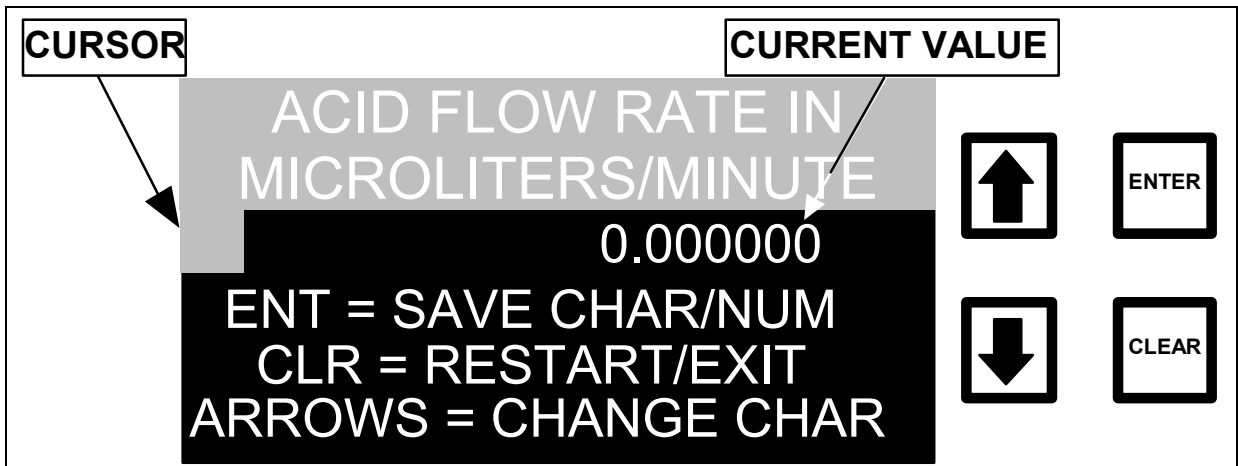 CURSOR
CURRENT VALUE
ACID FLOW RATE IN
MICROLITERS/MINUTE
0.000000
ENT = SAVE CHAR/NUM
CLR = RESTART/EXIT
ARROWS = CHANGE CHAR
ENTER
CLEAR